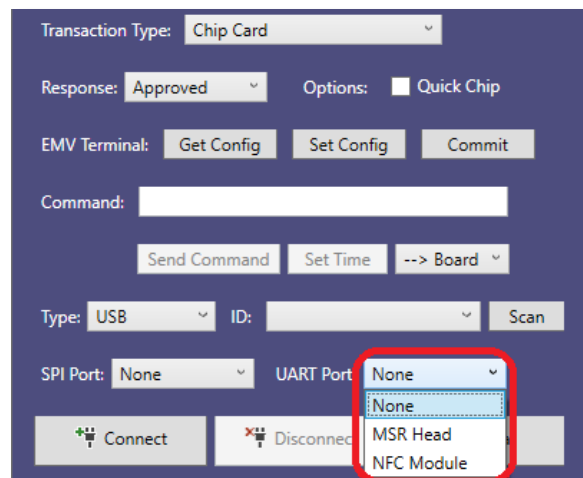 Transaction Type: Chip Card
Response: Approved Options: Quick Chip
EMV Terminal: Get Config Set Config Commit
Command:
Send Command Set Time --> Board
Type: USB ID: Scan
SPI Port: None UART Port None
None
MSR Head
NFC Module
Connect Disconnec